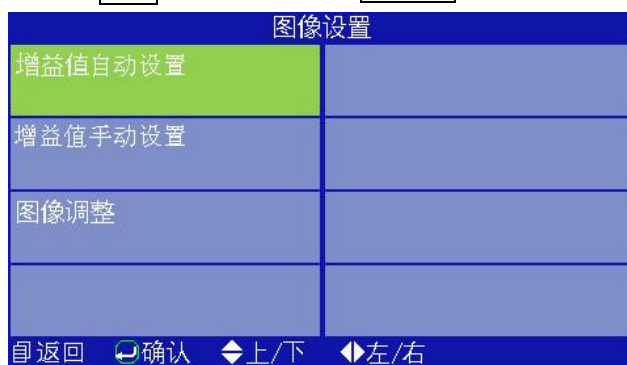 图像设置
增益值自动设置
增益值手动设置
图像调整
返回 确认 上/下 左/右